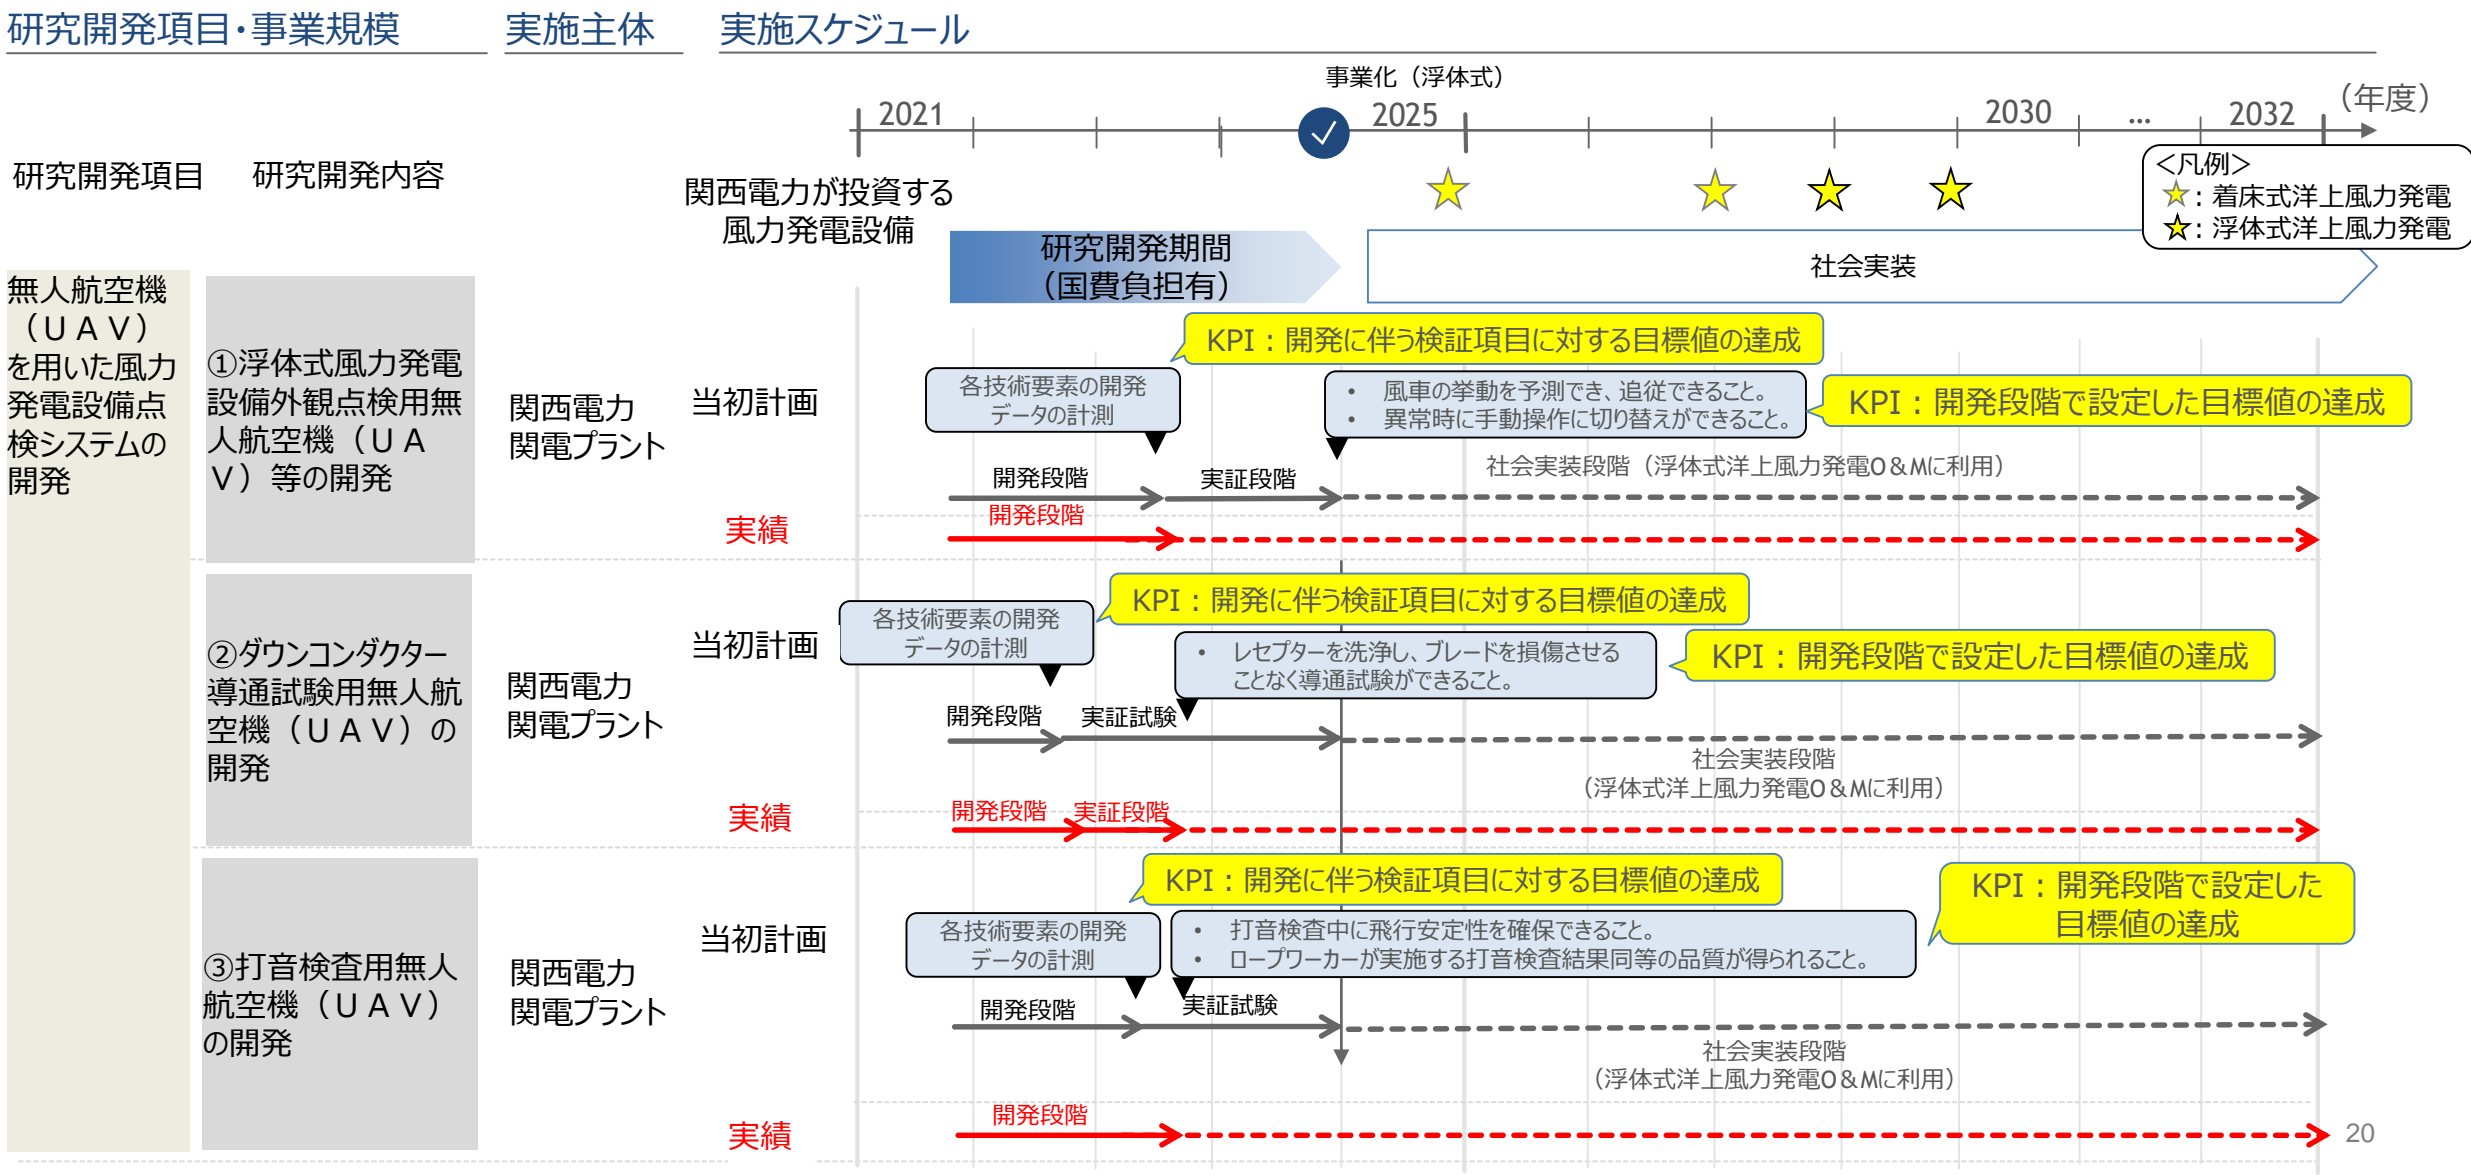 研究開発項目・事業規模
実施主体
実施スケジュール
事業化（浮体式）
2021
2025
2030
…
2032
（年度）
研究開発項目
研究開発内容
関西電力が投資する
風力発電設備
＜凡例＞
：着床式洋上風力発電
：浮体式洋上風力発電
研究開発期間
（国費負担有）
社会実装
無人航空機
（ＵＡＶ）
を用いた風力
発電設備点
検システムの
開発
①浮体式風力発電
設備外観点検用無
人航空機（ＵＡ
Ｖ）等の開発
関西電力
関電プラント
当初計画
KPI：開発に伴う検証項目に対する目標値の達成
各技術要素の開発
データの計測
• 風車の挙動を予測でき、追従できること。
• 異常時に手動操作に切り替えができること。
KPI：開発段階で設定した目標値の達成
開発段階
実証段階
社会実装段階（浮体式洋上風力発電O＆Mに利用）
実績
開発段階
②ダウンコンダクター
導通試験用無人航
空機（ＵＡＶ）の
開発
関西電力
関電プラント
当初計画
KPI：開発に伴う検証項目に対する目標値の達成
各技術要素の開発
データの計測
• レセプターを洗浄し、ブレードを損傷させる
ことなく導通試験ができること。
KPI：開発段階で設定した目標値の達成
開発段階
実証試験
社会実装段階
（浮体式洋上風力発電O＆Mに利用）
実績
開発段階
実証段階
③打音検査用無人
航空機（ＵＡＶ）
の開発
関西電力
関電プラント
当初計画
KPI：開発に伴う検証項目に対する目標値の達成
各技術要素の開発
データの計測
• 打音検査中に飛行安定性を確保できること。
• ロープワーカーが実施する打音検査結果同等の品質が得られること。
KPI：開発段階で設定した
目標値の達成
開発段階
実証試験
社会実装段階
（浮体式洋上風力発電O＆Mに利用）
実績
開発段階
20